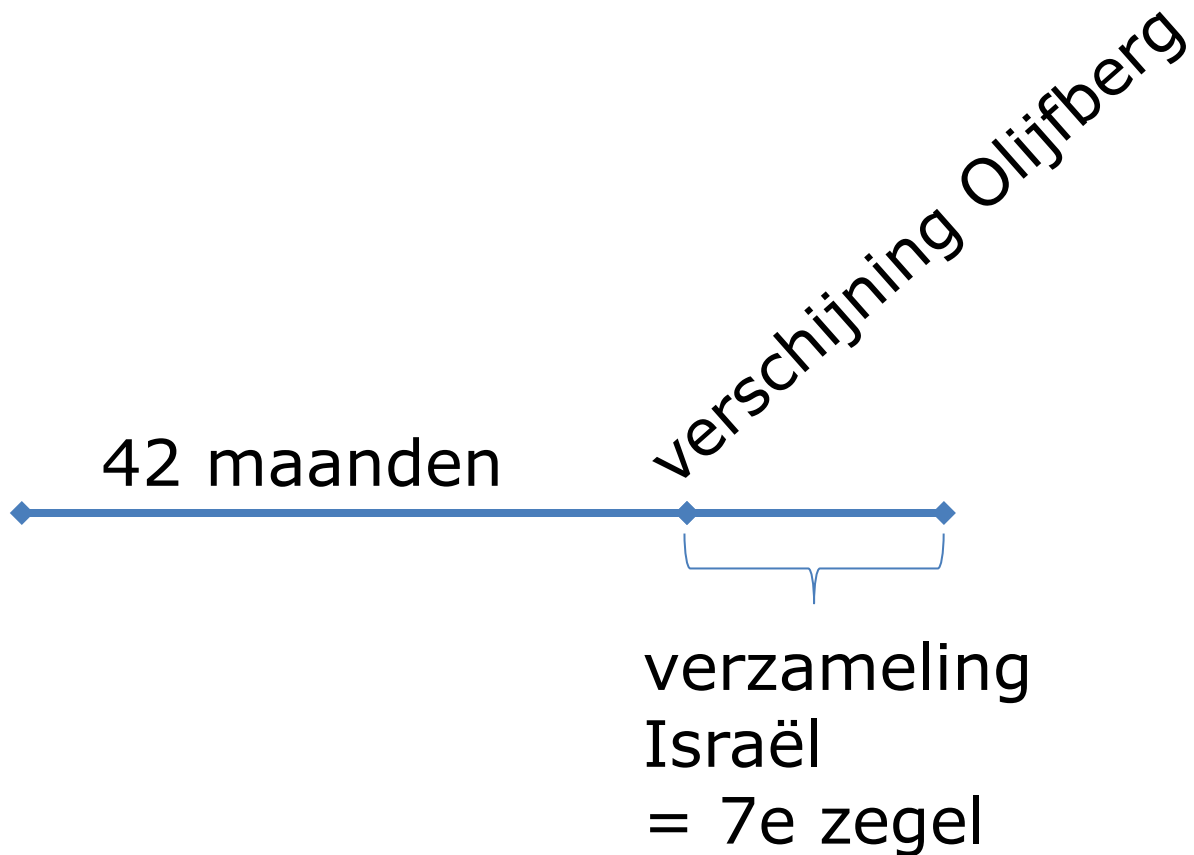 verschijning Olijfberg
42 maanden
verzameling
Israël
= 7e zegel